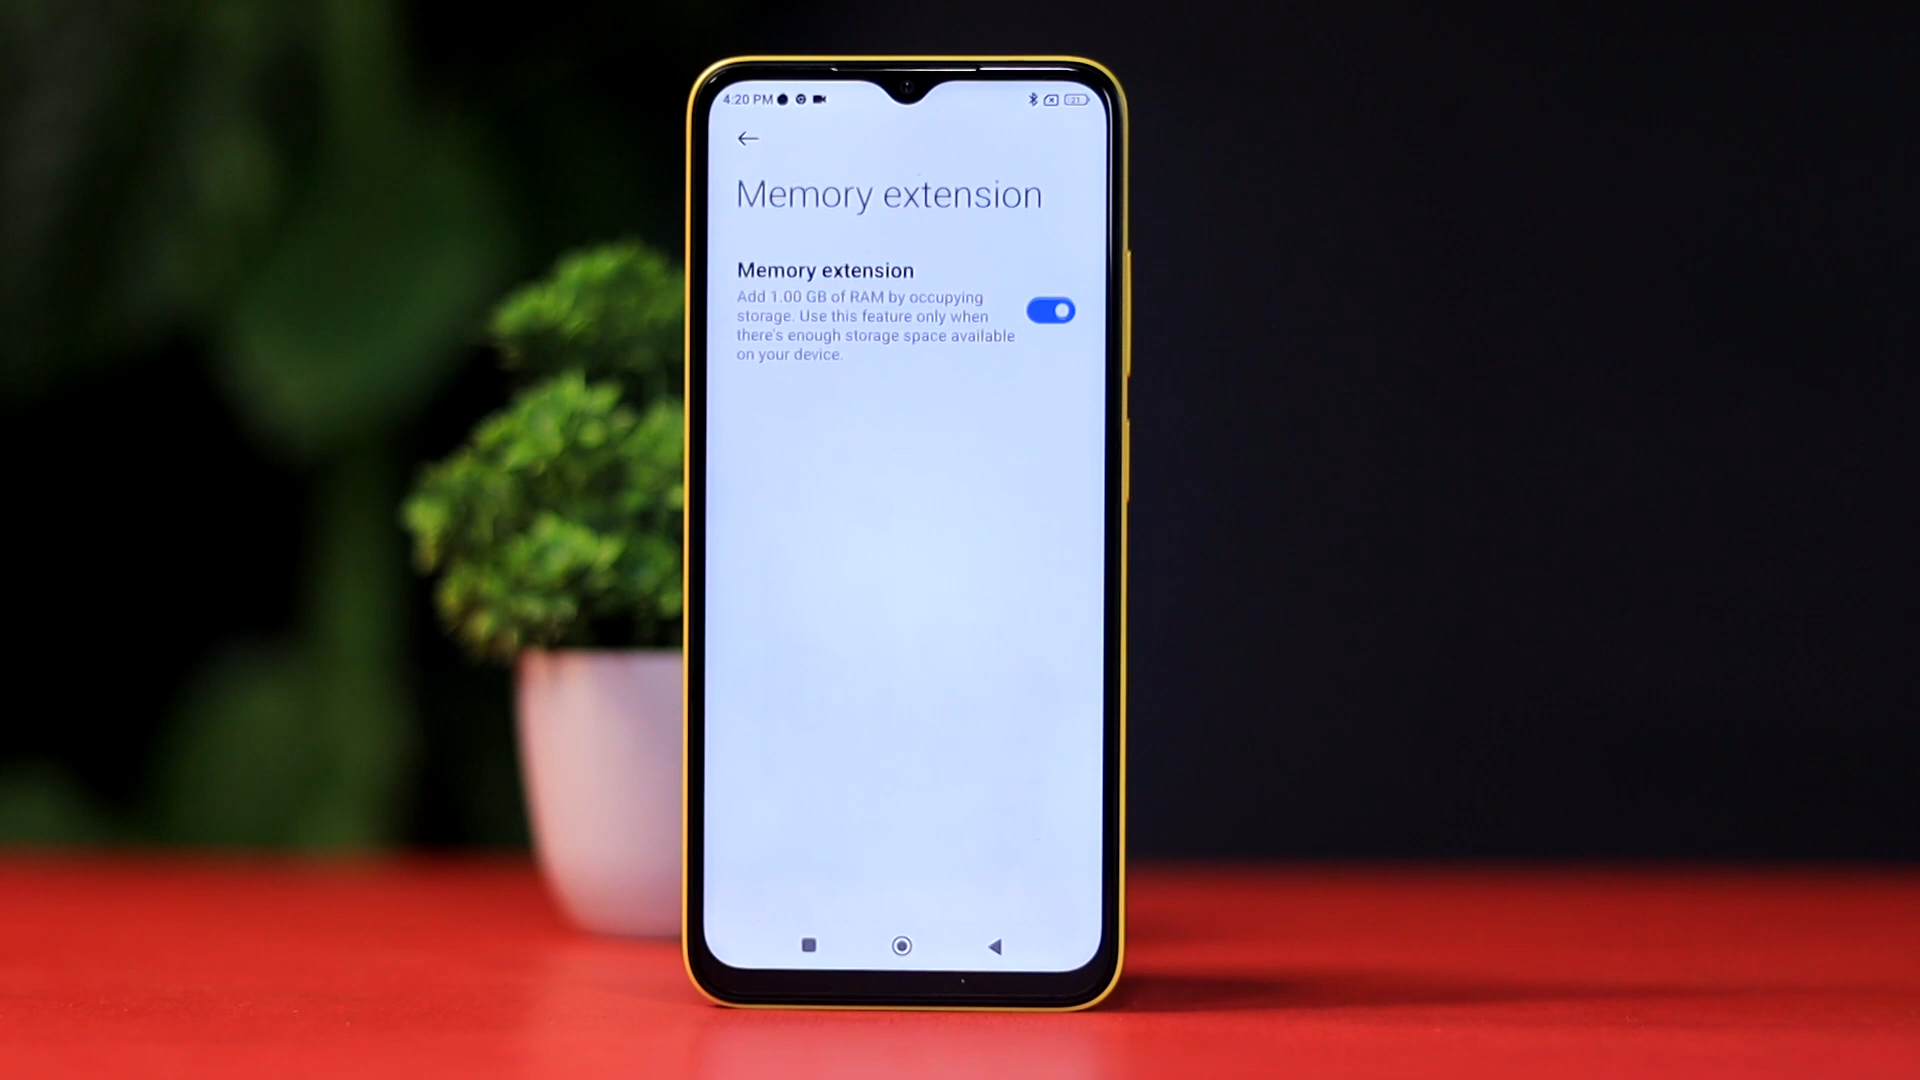 4:20 PM
21
Memory extension
Memory extension
Add 1.00 GB of RAM by occupying
storage. Use this feature only when
there's enough storage space available
on your device.